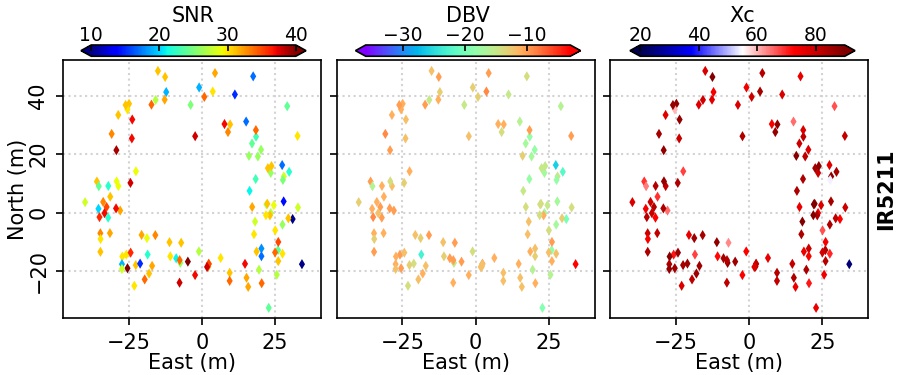 SNR DBV Xc
10 20 30 40 −30 −20 −10 20 40 60 80
North (m)
40
20
0
−20
−25 0 25 −25 0 25 −25 0 25
East (m) East (m) East (m)
IR5211